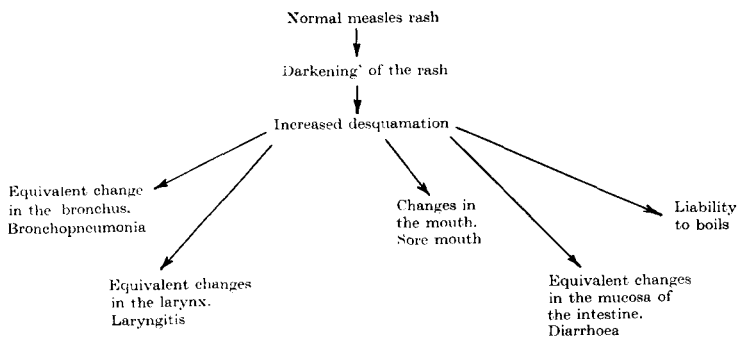 Normal measles rash
Darkening' of the rash
Increased desquamation
Equivalent change
in the bronchus.
Bronchopneumonia
Equivalent changes
in the larynx.
Laryngitis
Changes in
the mouth.
Sore mouth
Equivalent changes
in the mucosa of
the intestine.
Diarrhoea
Liability
to boils